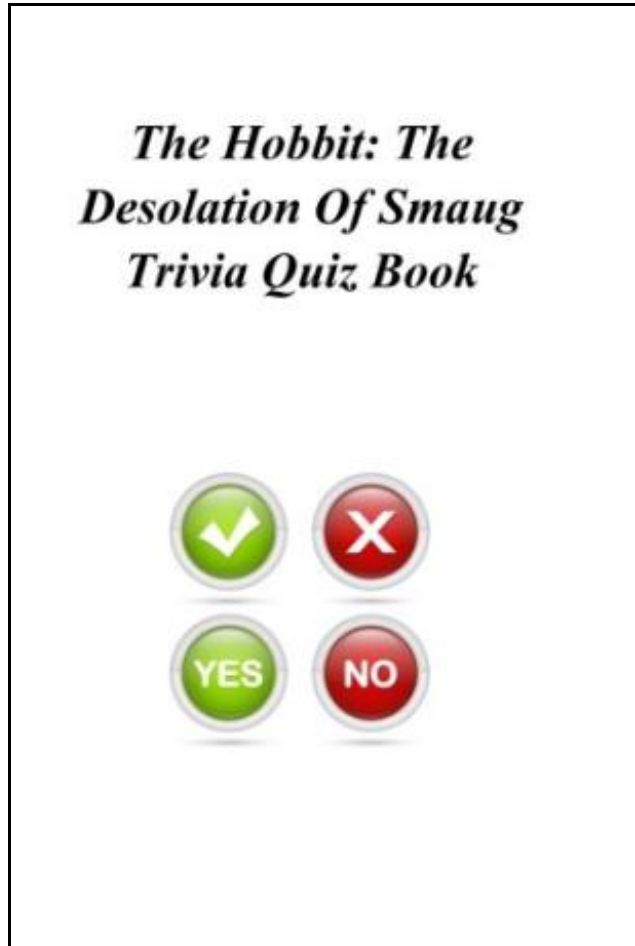 The Hobbit: The
Desolation Of Smaug
Trivia Quiz Book
X
YES
NO